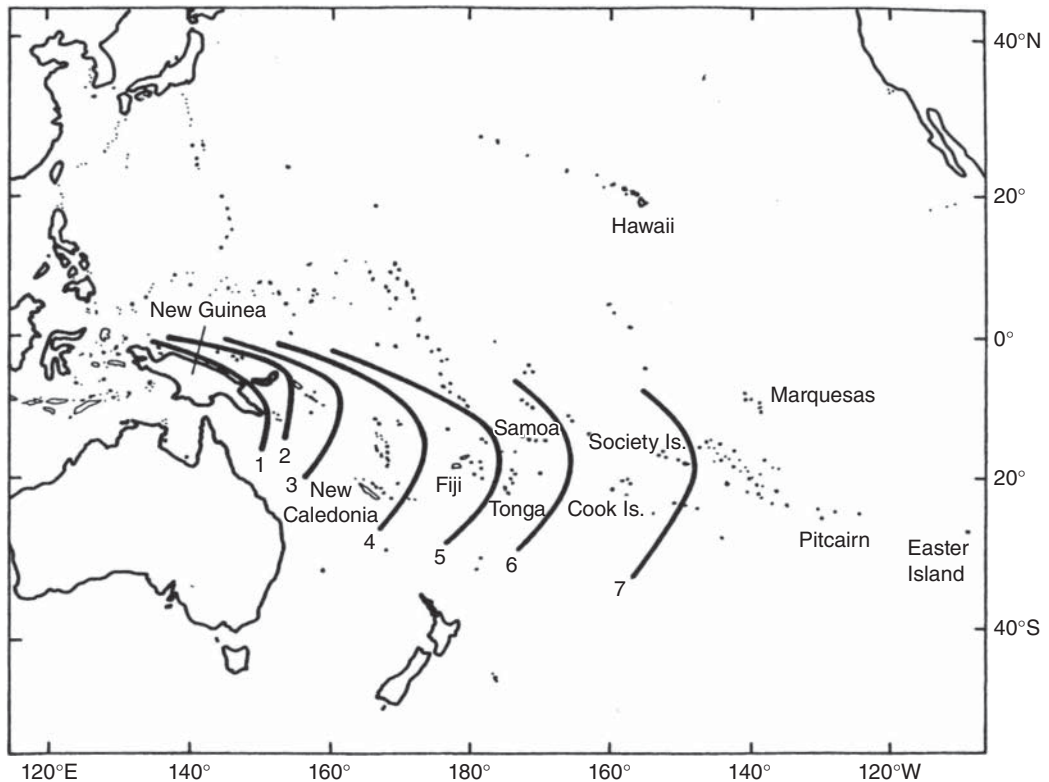 40°N
20°
Hawaii
New Guinea
0°
Marquesas
Samoa
Society Is.
1
2
3
New
Caledonia
Fiji
20°
Tonga
Cook Is.
4
5
6
7
Pitcairn
Easter
Island
40°S
120°E
140°
160°
180°
160°
140°
120°W